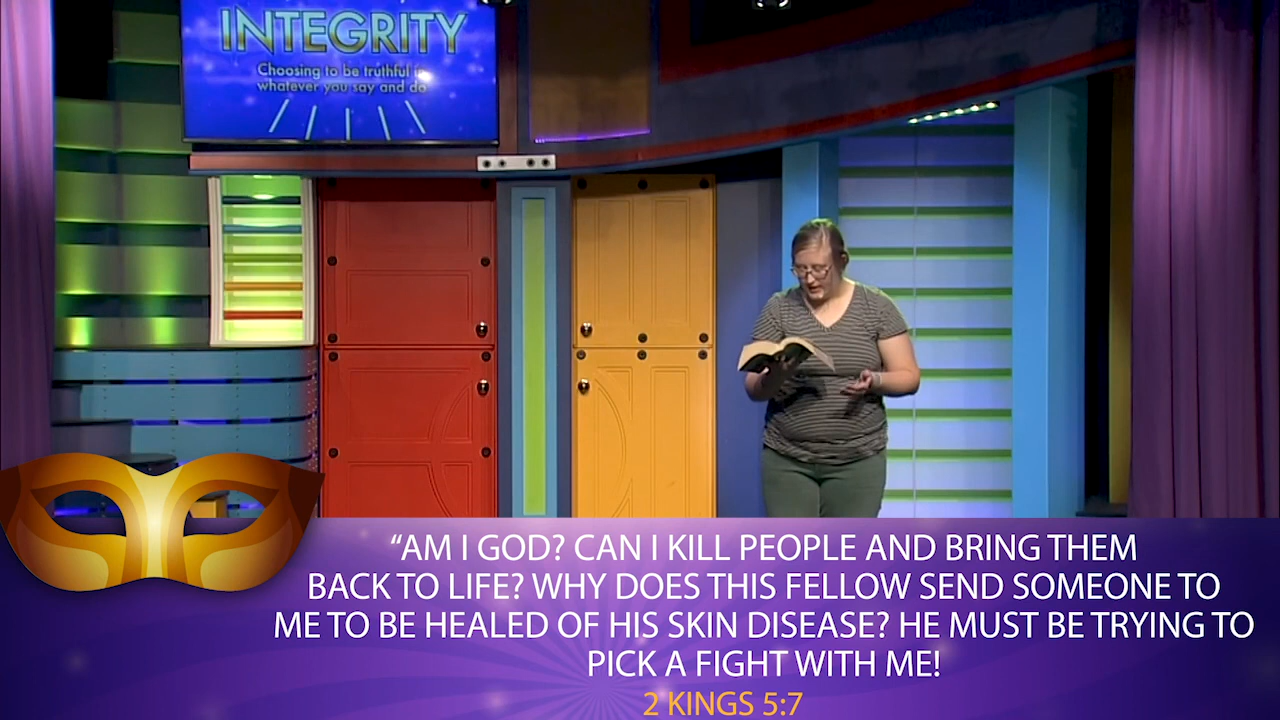 INTEGRITY
Choosing to be truthful in
whatever you say and do
“AM I GOD? CAN I KILL PEOPLE AND BRING THEM
BACK TO LIFE? WHY DOES THIS FELLOW SEND SOMEONE TO
ME TO BE HEALED OF HIS SKIN DISEASE? HE MUST BE TRYING TO
PICK A FIGHT WITH ME!
2 KINGS 5:7